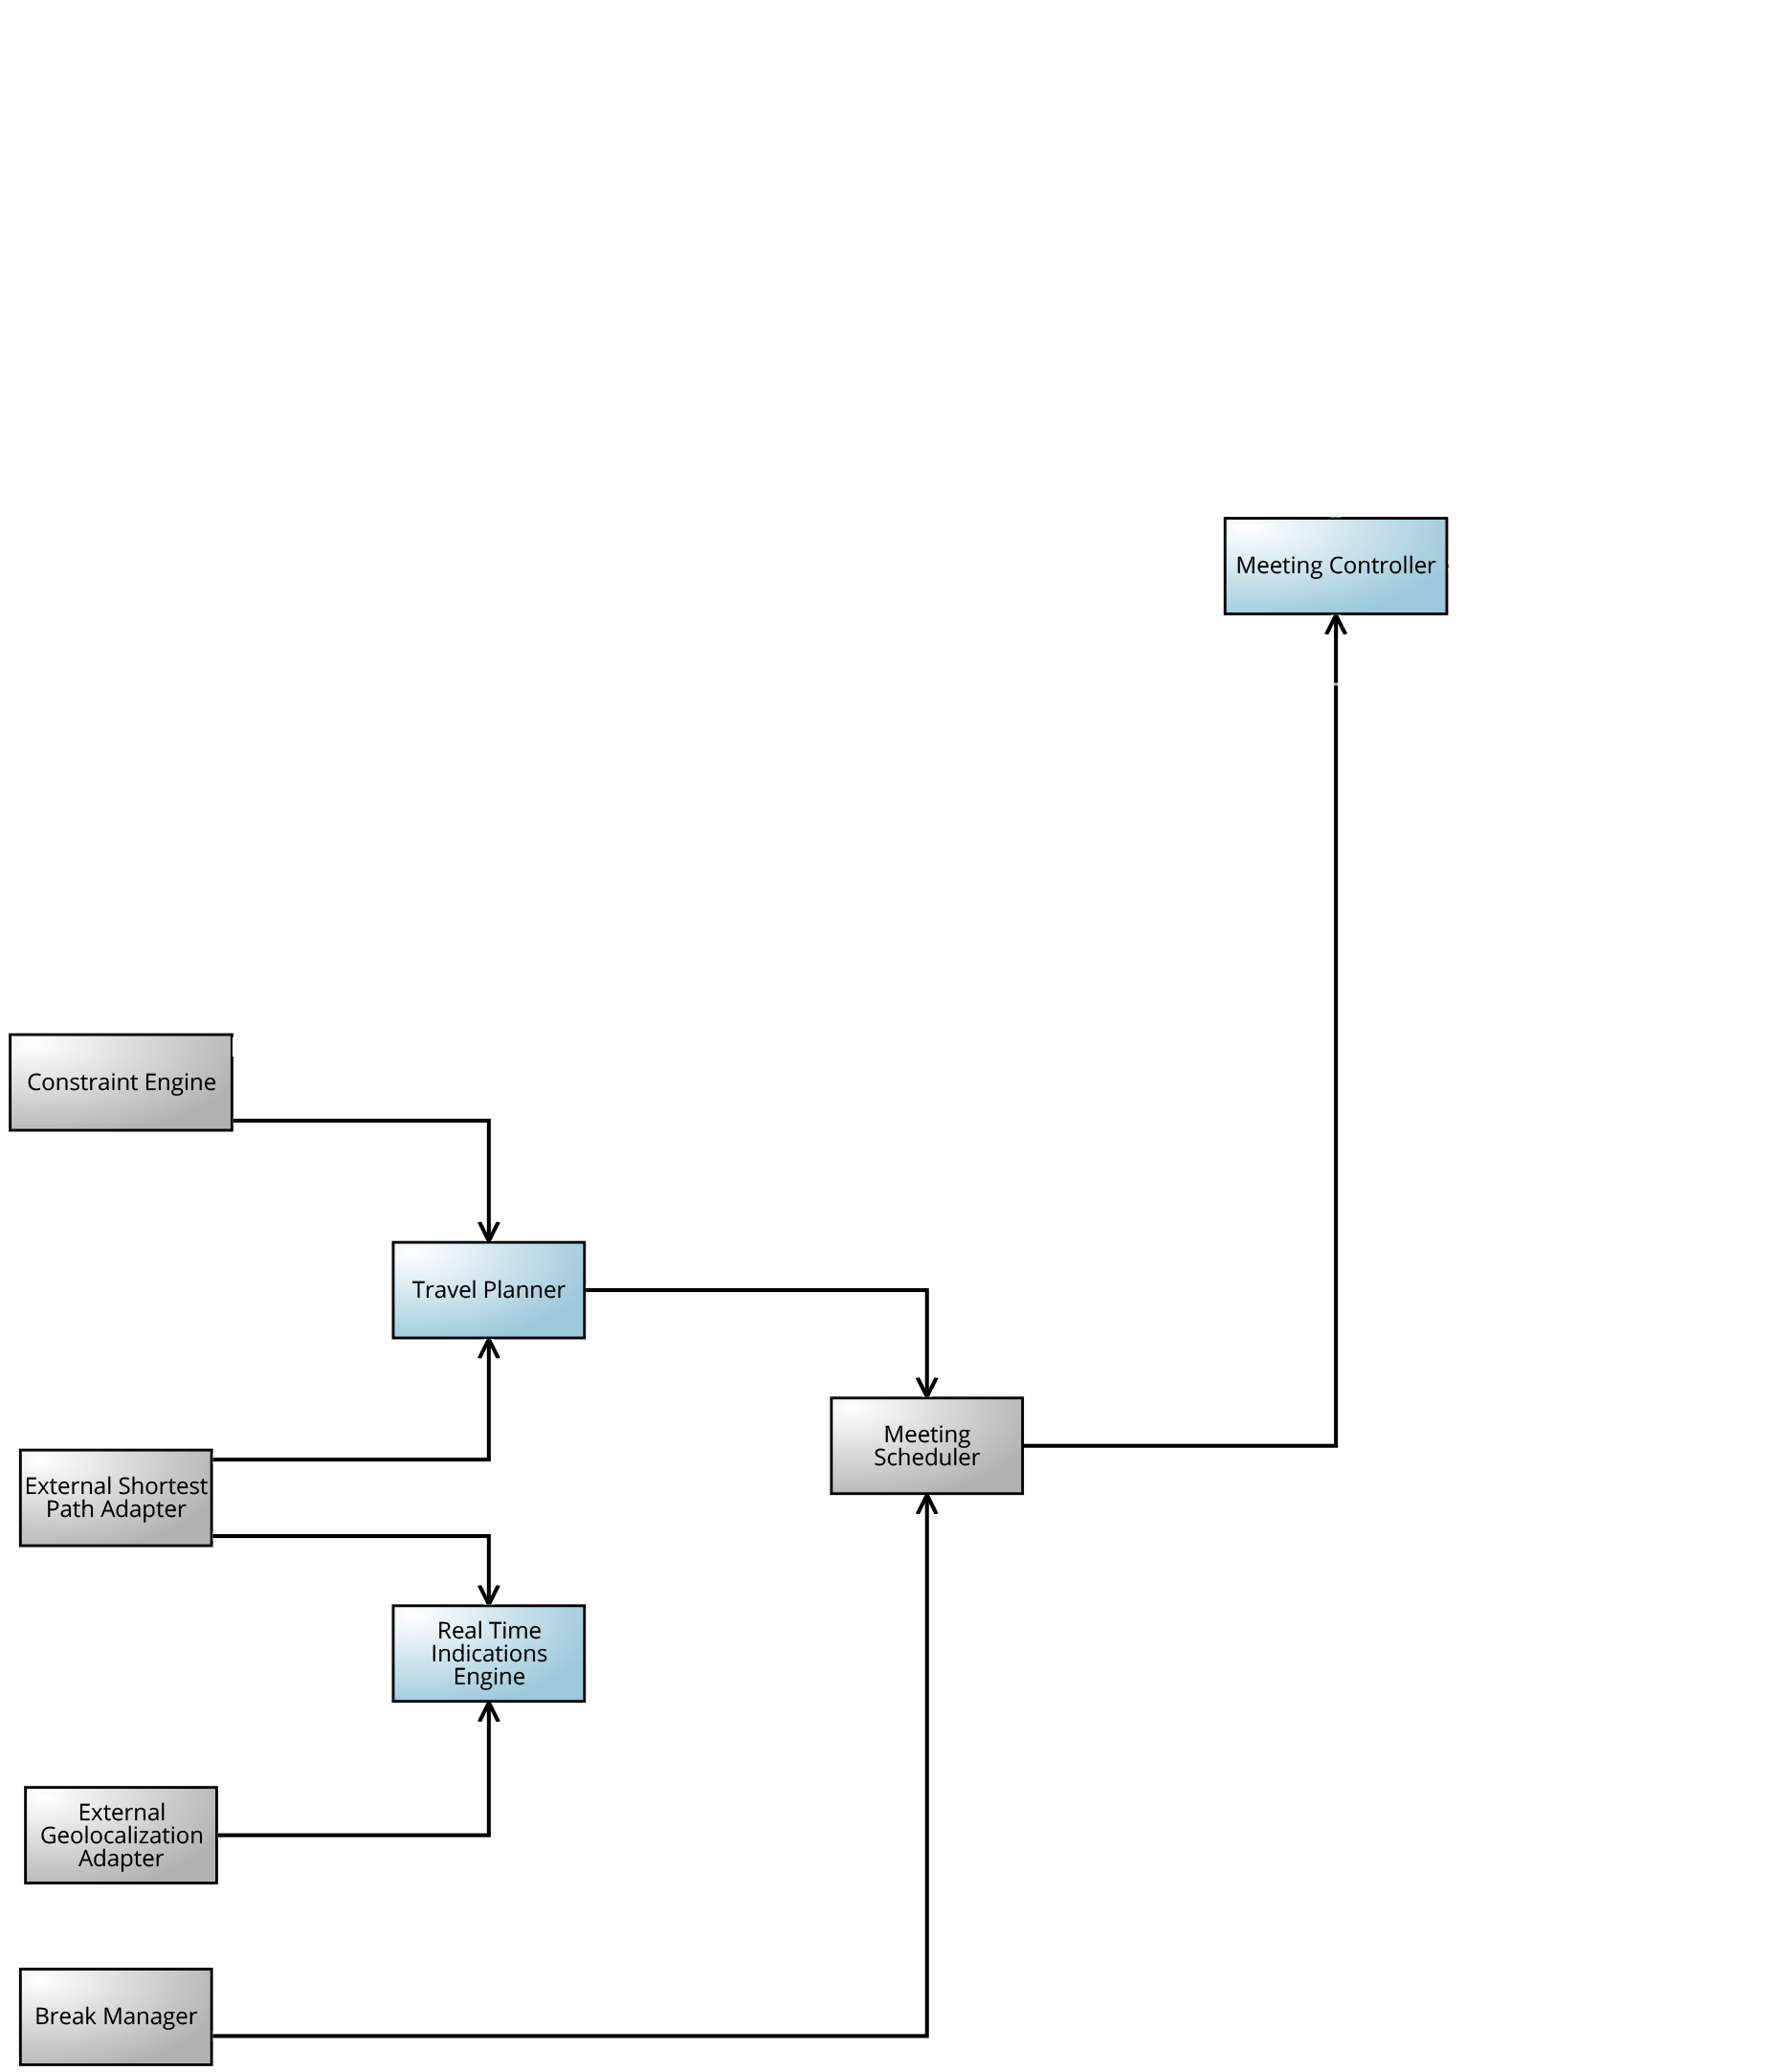 Meeting Controller
Constraint Engine
Travel Planner
Meeting
Scheduler
External Shortest
Path Adapter
Real Time
Indications
Engine
External
Geolocalization
Adapter
Break Manager